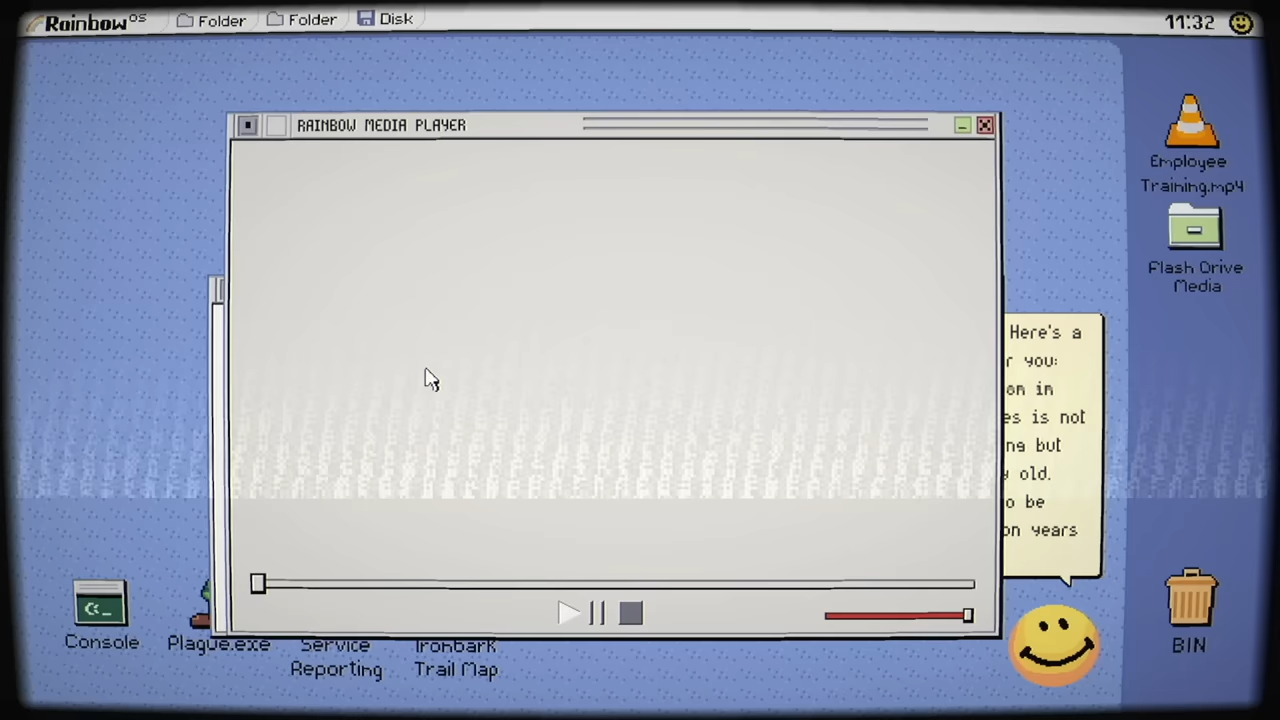 Rainbow OS
Folder
Folder
Disk
11:32
RAINBOW MEDIA PLAYER
Employee
Training.mp4
Flash Drive
Media
Here's a
you:
on in
es is not
but
old.
be
on years
Console
Plague.exe
Service
Reporting
Ironbark
Trail Map
BIN